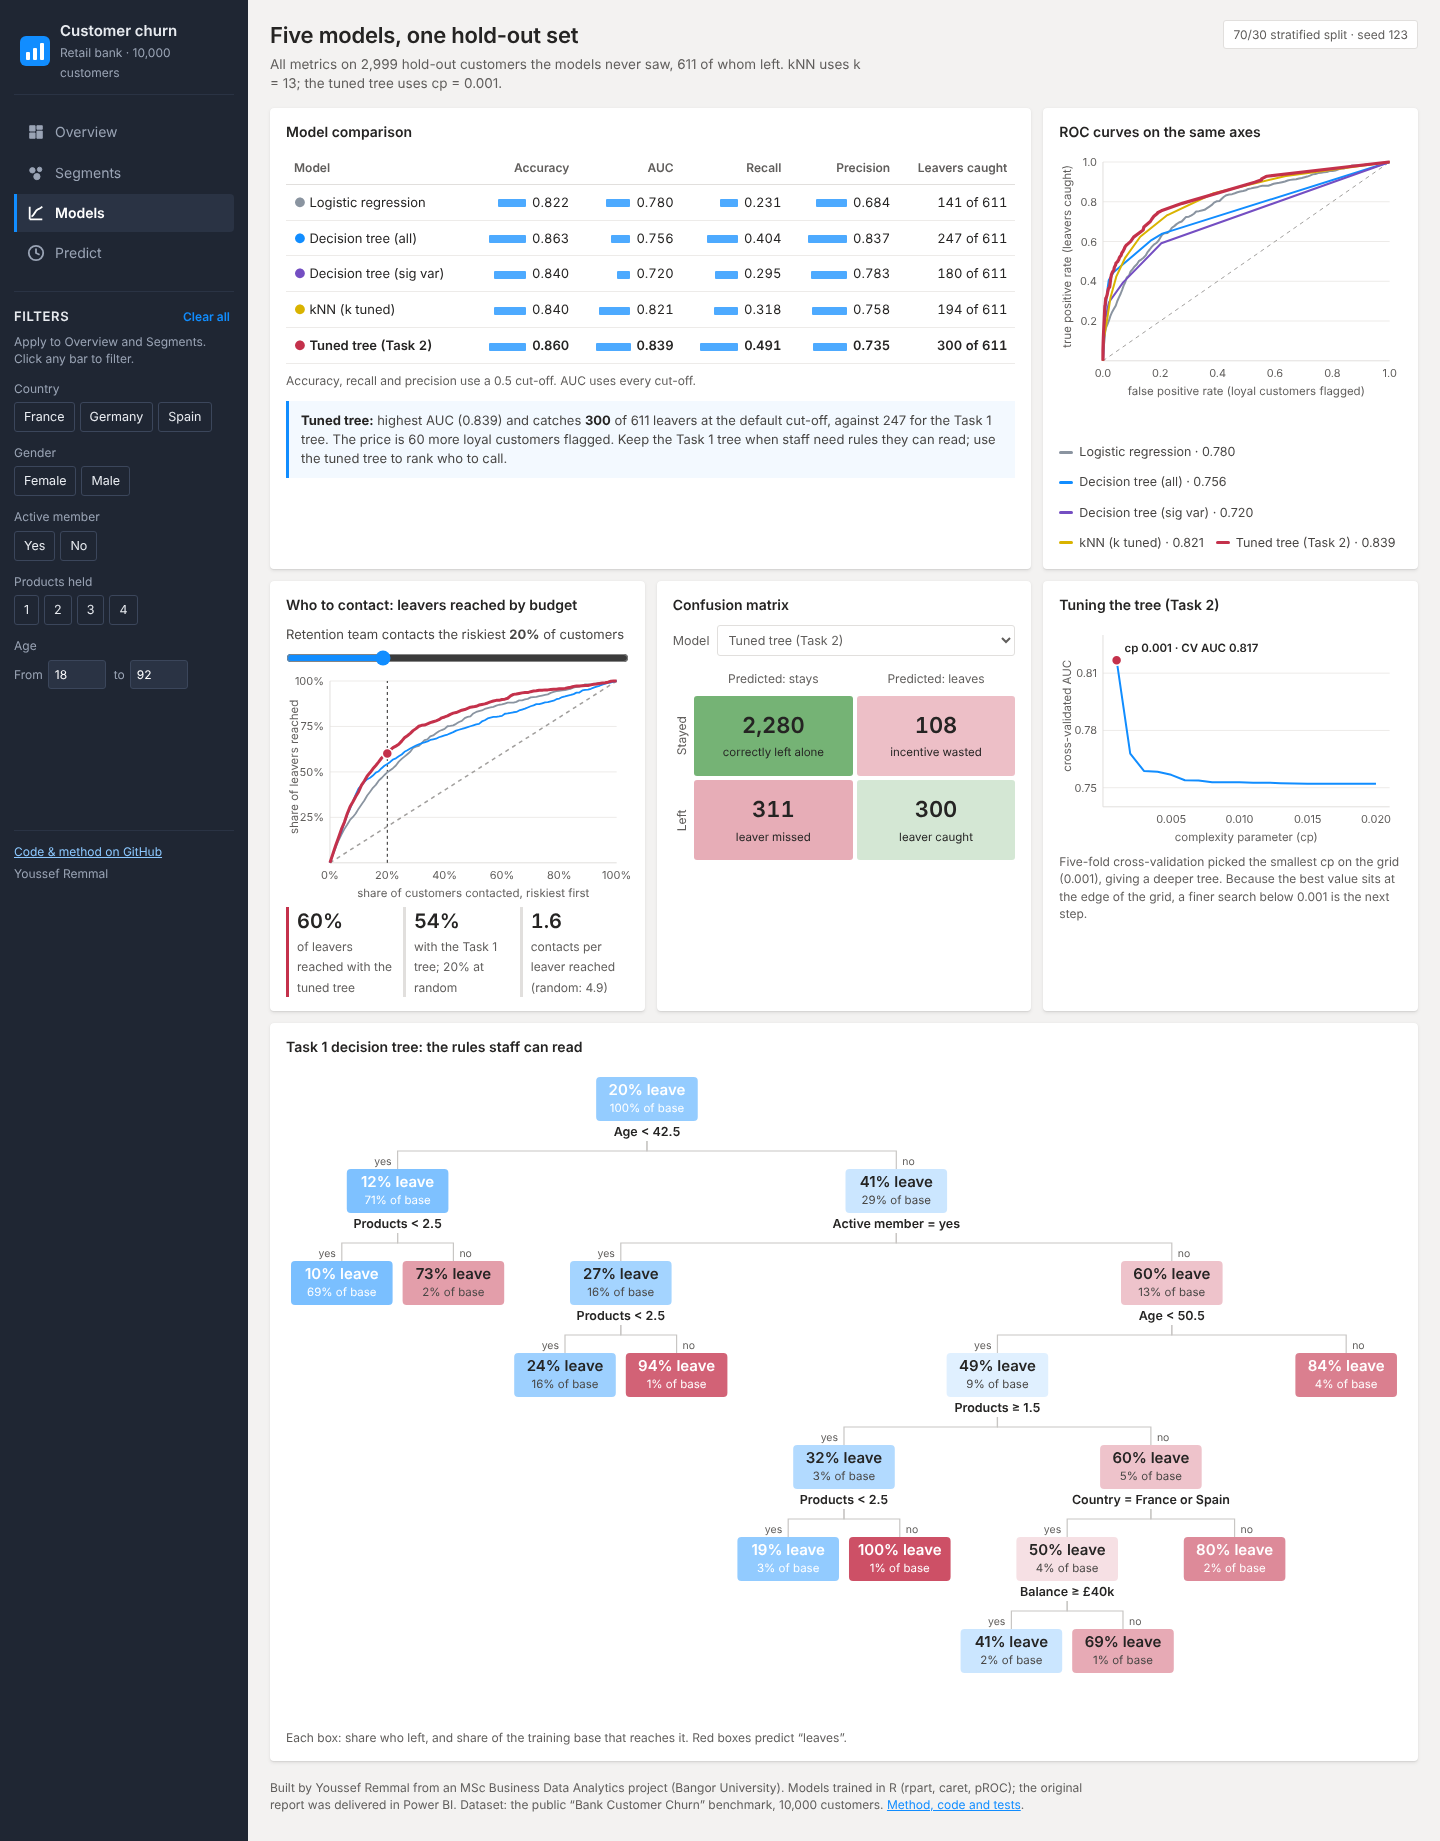 Customer churn
Retail bank · 10,000
customers
Overview
Segments
Models
Predict
FILTERS
Clear all
Apply to Overview and Segments.
Click any bar to filter.
Country
France Germany Spain
Gender
Female Male
Active member
Yes No
Products held
1 2 3 4
Age
From 18 to 92
Code & method on GitHub
Youssef Remmal
Five models, one hold-out set
70/30 stratified split · seed 123
All metrics on 2,999 hold-out customers the models never saw, 611 of whom left. kNN uses k
= 13; the tuned tree uses cp = 0.001.
Model comparison
Model Accuracy AUC Recall Precision Leavers caught
Logistic regression 0.822 0.780 0.231 0.684 141 of 611
Decision tree (all) 0.863 0.756 0.404 0.837 247 of 611
Decision tree (sig var) 0.840 0.720 0.295 0.783 180 of 611
kNN (k tuned) 0.840 0.821 0.318 0.758 194 of 611
Tuned tree (Task 2) 0.860 0.839 0.491 0.735 300 of 611
Accuracy, recall and precision use a 0.5 cut-off. AUC uses every cut-off.
Tuned tree: highest AUC (0.839) and catches 300 of 611 leavers at the default cut-off, against 247 for the Task 1
tree. The price is 60 more loyal customers flagged. Keep the Task 1 tree when staff need rules they can read; use
the tuned tree to rank who to call.
ROC curves on the same axes
true positive rate (leavers caught)
1.0
0.8
0.6
0.4
0.2
0.0 0.2 0.4 0.6 0.8 1.0
false positive rate (loyal customers flagged)
Logistic regression · 0.780
Decision tree (all) · 0.756
Decision tree (sig var) · 0.720
kNN (k tuned) · 0.821 Tuned tree (Task 2) · 0.839
Who to contact: leavers reached by budget
Retention team contacts the riskiest 20% of customers
share of leavers reached
100%
75%
50%
25%
0% 20% 40% 60% 80% 100%
share of customers contacted, riskiest first
60%
of leavers
reached with the
tuned tree
54%
with the Task 1
tree; 20% at
random
1.6
contacts per
leaver reached
(random: 4.9)
Confusion matrix
Model Tuned tree (Task 2)
Predicted: stays Predicted: leaves
Stayed
2,280
correctly left alone
108
incentive wasted
Left
311
leaver missed
300
leaver caught
Tuning the tree (Task 2)
cp 0.001 · CV AUC 0.817
cross-validated AUC
0.81
0.78
0.75
0.005 0.010 0.015 0.020
complexity parameter (cp)
Five-fold cross-validation picked the smallest cp on the grid
(0.001), giving a deeper tree. Because the best value sits at
the edge of the grid, a finer search below 0.001 is the next
step.
Task 1 decision tree: the rules staff can read
20% leave
100% of base
Age < 42.5
yes no
12% leave 41% leave
71% of base 29% of base
Products < 2.5 Active member = yes
yes no yes no
10% leave 73% leave 27% leave 60% leave
69% of base 2% of base 16% of base 13% of base
Products < 2.5 Age < 50.5
yes no yes no
24% leave 94% leave 49% leave 84% leave
16% of base 1% of base 9% of base 4% of base
Products ≥ 1.5
yes no
32% leave 60% leave
3% of base 5% of base
Products < 2.5 Country = France or Spain
yes no yes no
19% leave 100% leave 50% leave 80% leave
3% of base 1% of base 4% of base 2% of base
Balance ≥ £40k
yes no
41% leave 69% leave
2% of base 1% of base
Each box: share who left, and share of the training base that reaches it. Red boxes predict “leaves”.
Built by Youssef Remmal from an MSc Business Data Analytics project (Bangor University). Models trained in R (rpart, caret, pROC); the original
report was delivered in Power BI. Dataset: the public “Bank Customer Churn” benchmark, 10,000 customers. Method, code and tests.